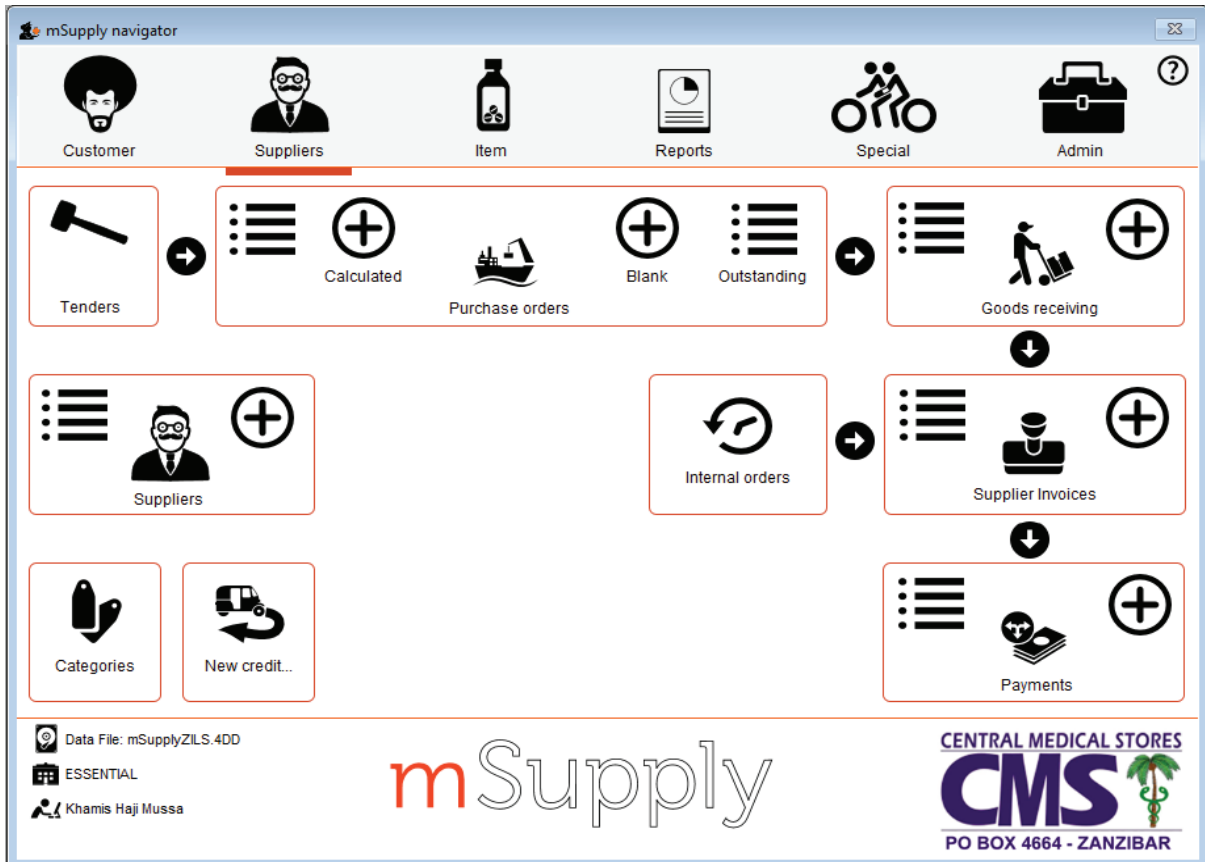 mSupply navigator
Customer
Suppliers
Item
Reports
Special
Admin
?
Tenders
Calculated
Purchase orders
Blank
Outstanding
Goods receiving
Suppliers
Internal orders
Supplier Invoices
Categories
New credit...
Payments
Data File: mSupplyZILS.4DD
ESSENTIAL
Khamis Haji Mussa
mSupply
CENTRAL MEDICAL STORES
CMS
PO BOX 4664 - ZANZIBAR